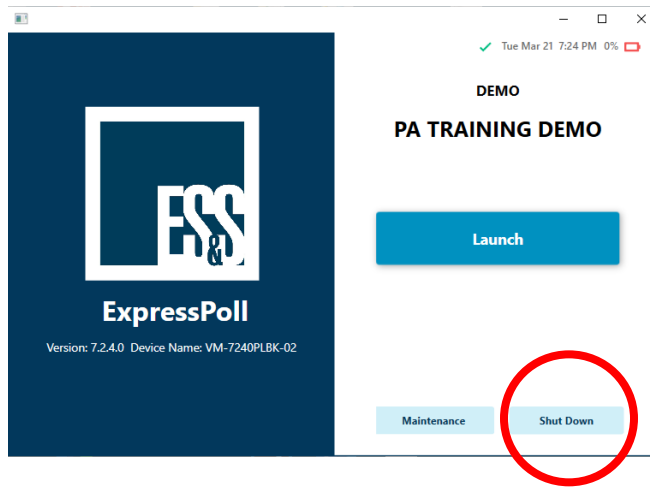 Tue Mar 21 7:24 PM 0%
DEMO
PA TRAINING DEMO
ES&S
Launch
ExpressPoll
Version: 7.2.4.0 Device Name: VM-7240PLBK-02
Maintenance
Shut Down